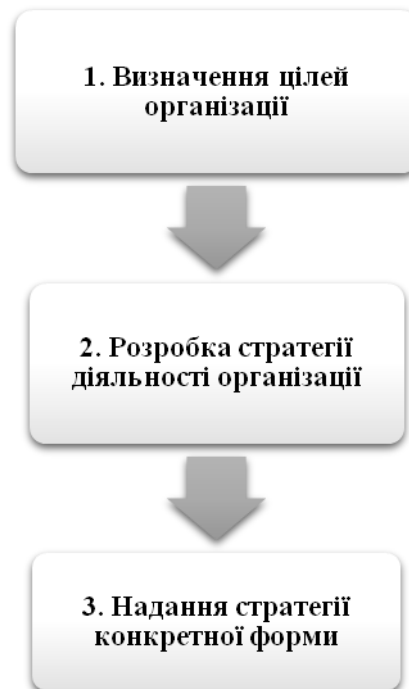 1. Визначення цілей
організації
2. Розробка стратегії
діяльності організації
3. Надання стратегії
конкретної форми